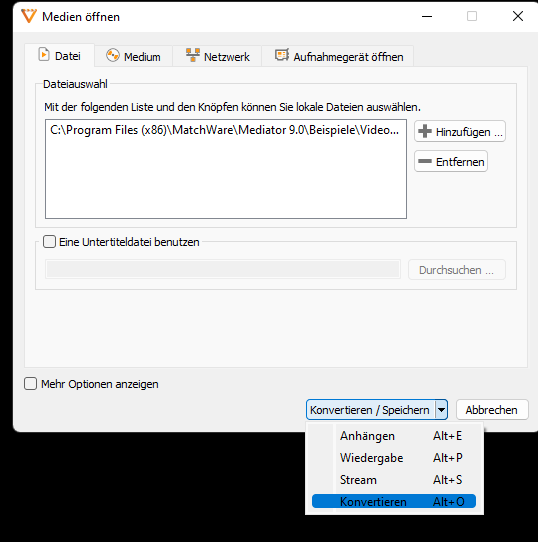 Medien öffnen
Datei
Medium
Netzwerk
Aufnahmegerät öffnen
Dateiauswahl
Mit der folgenden Liste und den Knöpfen können Sie lokale Dateien auswählen.
C:\Program Files (x86)\MatchWare\Mediator 9.0\Beispiele\Video...
Hinzufügen ...
Entfernen
Eine Untertiteldatei benutzen
Durchsuchen ...
Mehr Optionen anzeigen
Konvertieren / Speichern
Abbrechen
Anhängen Alt+E
Wiedergabe Alt+P
Stream Alt+S
Konvertieren Alt+O